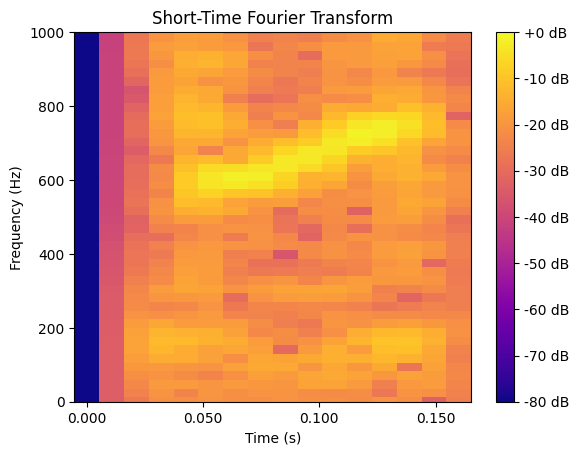 Short-Time Fourier Transform
1000
800
600
400
200
0
Frequency (Hz)
0.000
0.050
0.100
0.150
Time (s)
+0 dB
-10 dB
-20 dB
-30 dB
-40 dB
-50 dB
-60 dB
-70 dB
-80 dB